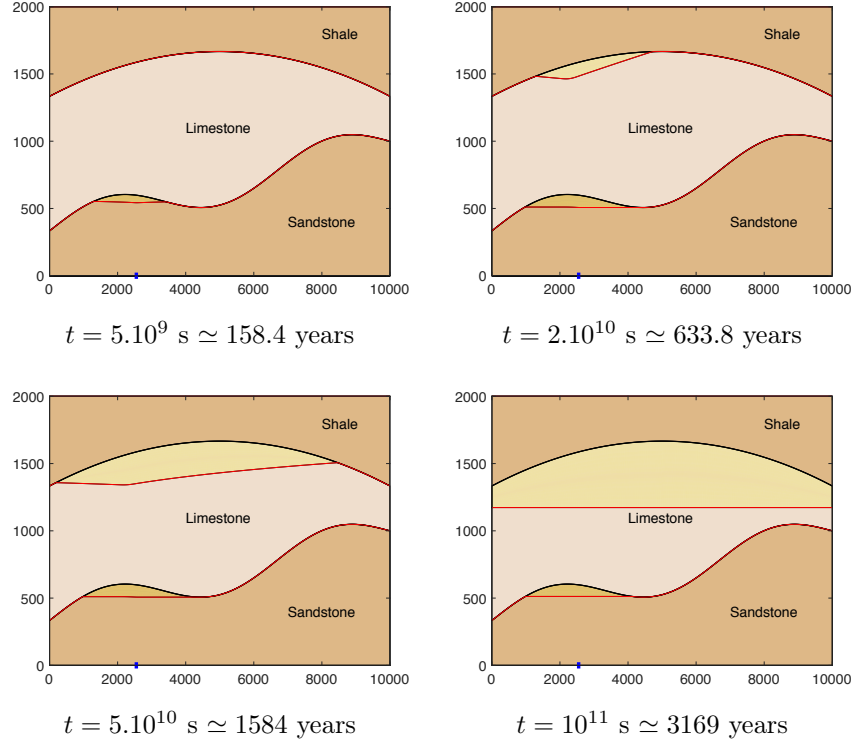 2000
1500
1000
500
0
0 2000 4000 6000 8000 10000
Shale
Limestone
Sandstone
t = 5.10⁹ s ≃ 158.4 years
2000
1500
1000
500
0
0 2000 4000 6000 8000 10000
Shale
Limestone
Sandstone
t = 2.10¹⁰ s ≃ 633.8 years
2000
1500
1000
500
0
0 2000 4000 6000 8000 10000
Shale
Limestone
Sandstone
t = 5.10¹⁰ s ≃ 1584 years
2000
1500
1000
500
0
0 2000 4000 6000 8000 10000
Shale
Limestone
Sandstone
t = 10¹¹ s ≃ 3169 years